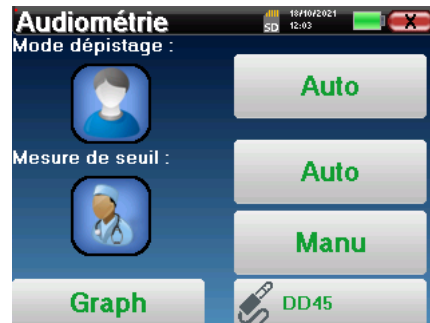 Audiométrie
SD
18/10/2021
12:03
X
Mode dépistage :
Auto
Mesure de seuil :
Auto
Manu
Graph
DD45